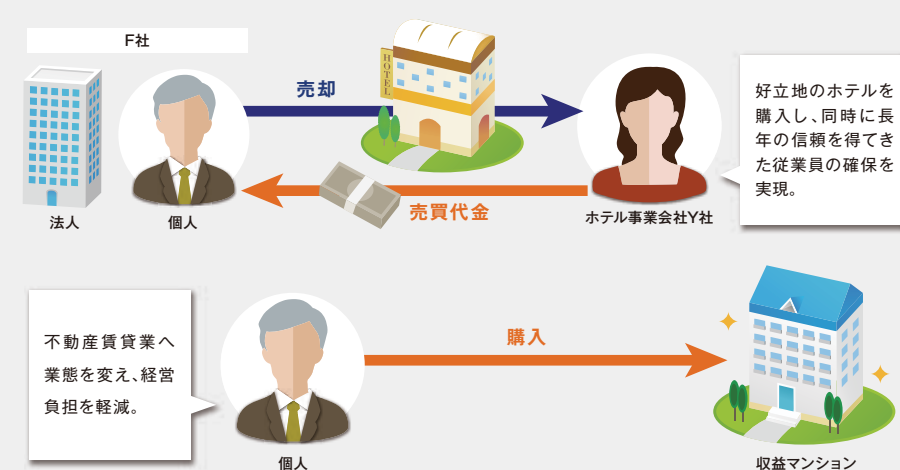 F社
HOTEL
売却
好立地のホテルを
購入し、同時に長
年の信頼を得てき
た従業員の確保を
実現。
売買代金
法人
個人
ホテル事業会社Y社
不動産賃貸業へ
業態を変え、経営
負担を軽減。
購入
個人
収益マンション